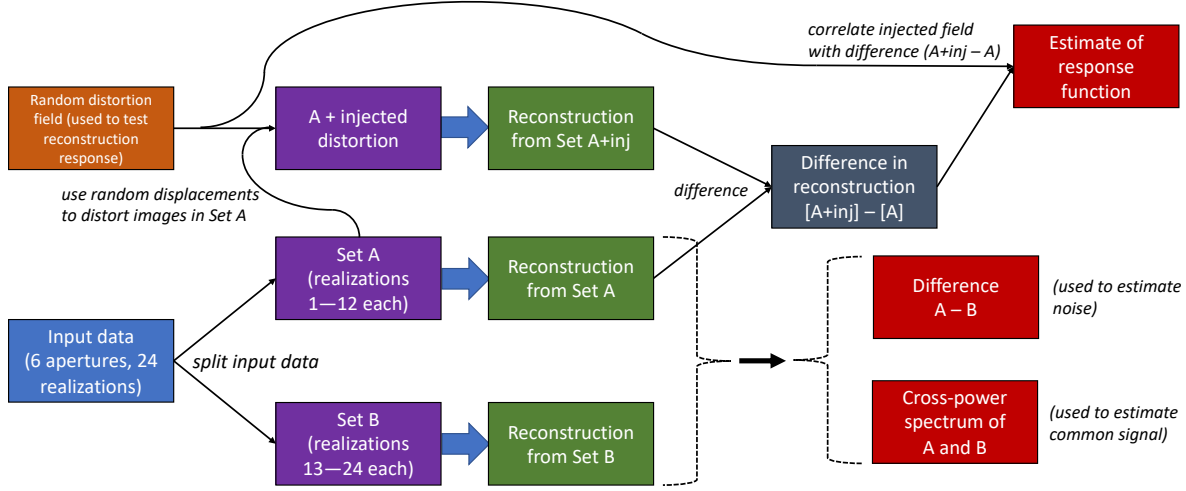 correlate injected field
with difference (A+inj – A)
Estimate of
response
function
Random distortion
field (used to test
reconstruction
response)
A + injected
distortion
Reconstruction
from Set A+inj
use random displacements
to distort images in Set A
difference
Difference in
reconstruction
[A+inj] – [A]
Set A
(realizations
1—12 each)
Reconstruction
from Set A
Input data
(6 apertures, 24
realizations)
split input data
Difference
A – B
(used to estimate
noise)
Set B
(realizations
13—24 each)
Reconstruction
from Set B
Cross-power
spectrum of
A and B
(used to estimate
common signal)